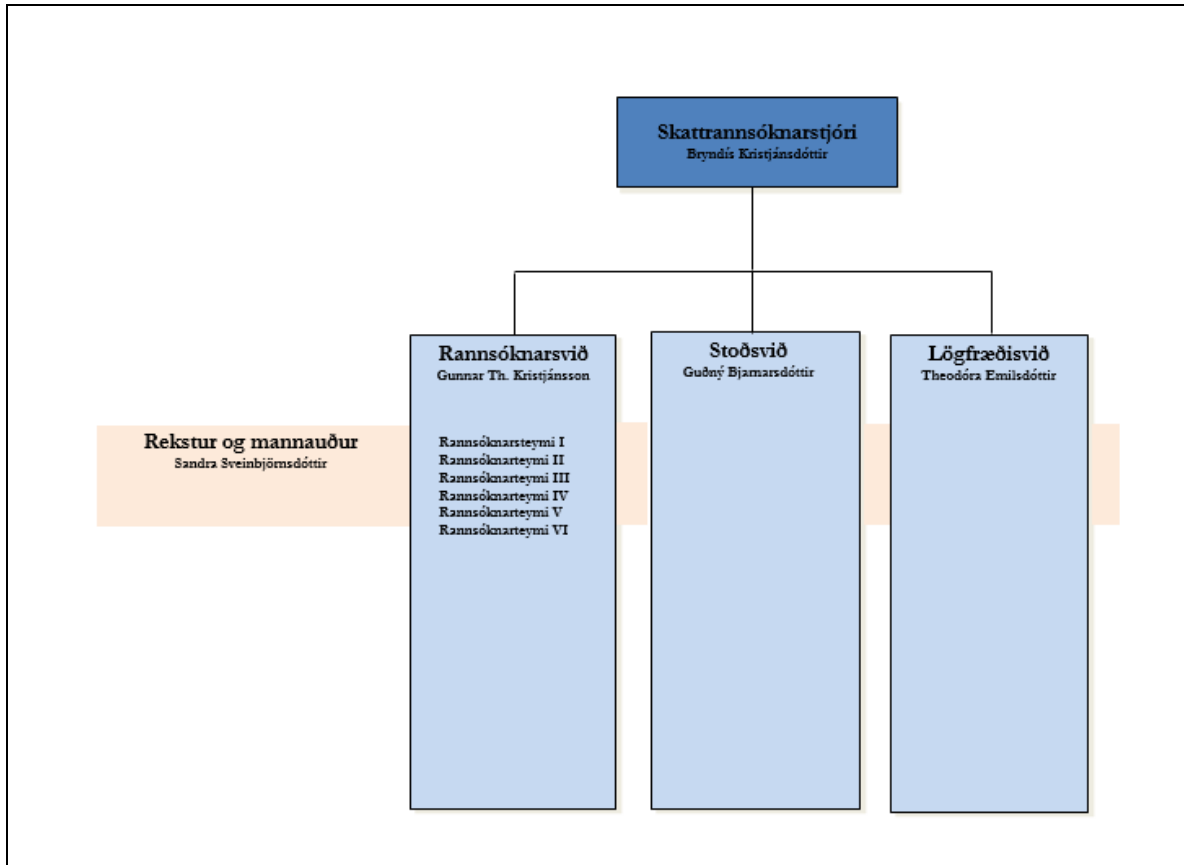 Skattrannsóknarstjóri
Bryndís Kristjánsdóttir
Rannsóknarsvið
Gunnar Th. Kristjánsson
Stoðsvið
Guðný Bjarnarsdóttir
Lögfræðisvið
Theodóra Emilsdóttir
Rekstur og mannauður
Sandra Sveinbjörnsdóttir
Rannsóknarsteymi I
Rannsóknarteymi II
Rannsóknarteymi III
Rannsóknarteymi IV
Rannsóknarteymi V
Rannsóknarteymi VI